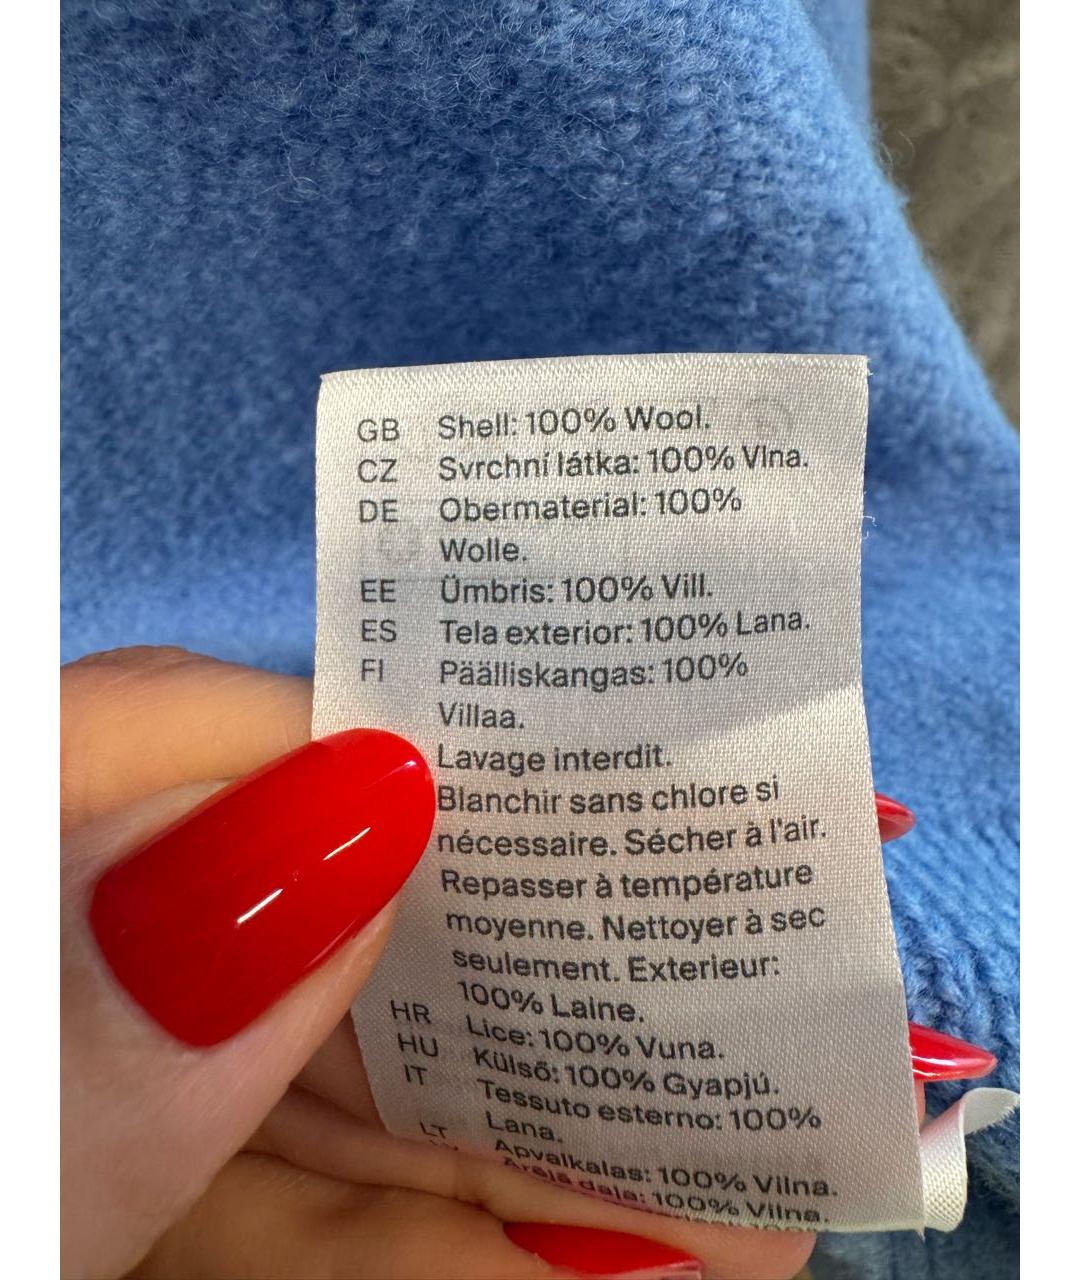 GB Shell: 100% Wool.
CZ Svrchní látka: 100% Vlna.
DE Obermaterial: 100%
Wolle.
EE Ümbris: 100% Vill.
ES Tela exterior: 100% Lana.
FI Päälliskangas: 100%
Villaa.
Lavage interdit.
Blanchir sans chlore si
nécessaire. Sécher à l'air.
Repasser à température
moyenne. Nettoyer à sec
seulement. Exterieur:
100% Laine.
HR Lice: 100% Vuna.
HU Külső: 100% Gyapjú.
IT Tessuto esterno: 100%
Lana.
LT Apvalkalas: 100% Vilna.
Ārējā daļa: 100% Vilna.